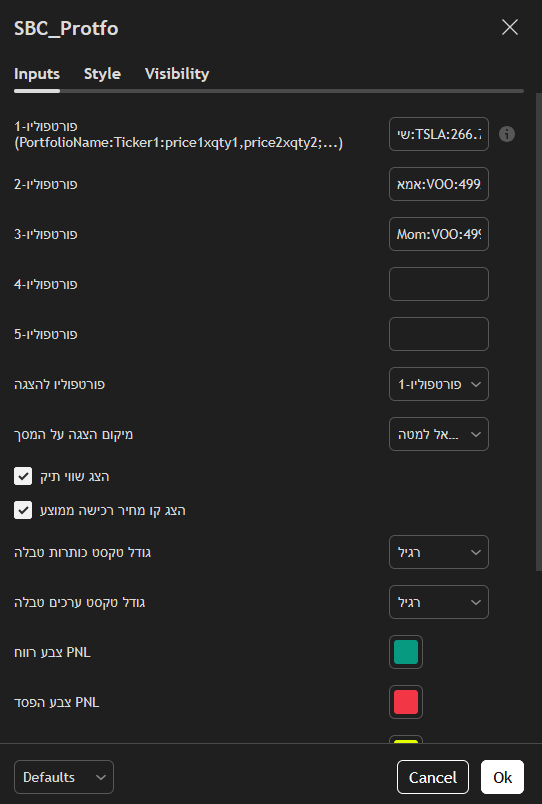 SBC_Protfo
Inputs Style Visibility
פורטפוליו-1
(PortfolioName:Ticker1:price1xqty1,price2xqty2;...)
שי:TSLA:266.7
פורטפוליו-2
אמא:VOO:499
פורטפוליו-3
Mom:VOO:499
פורטפוליו-4
פורטפוליו-5
פורטפוליו להצגה
פורטפוליו-1
מיקום הצגה על המסך
...אל למטה
הצג שווי תיק
הצג קו מחיר רכישה ממוצע
גודל טקסט כותרות טבלה
רגיל
גודל טקסט ערכים טבלה
רגיל
צבע רווח PNL
צבע הפסד PNL
Defaults
Cancel
Ok